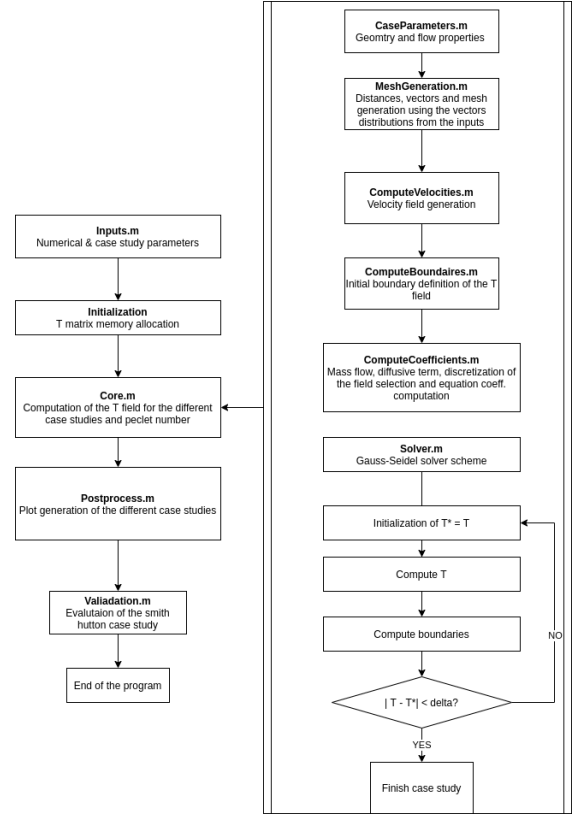 Inputs.m
Numerical & case study parameters
Initialization
T matrix memory allocation
Core.m
Computation of the T field for the different
case studies and peclet number
Postprocess.m
Plot generation of the different case studies
Valiadation.m
Evalutaion of the smith
hutton case study
End of the program
CaseParameters.m
Geomtry and flow properties
MeshGeneration.m
Distances, vectors and mesh
generation using the vectors
distributions from the inputs
ComputeVelocities.m
Velocity field generation
ComputeBoundaires.m
Initial boundary definition of the T
field
ComputeCoefficients.m
Mass flow, diffusive term, discretization of
the field selection and equation coeff.
computation
Solver.m
Gauss-Seidel solver scheme
Initialization of T* = T
Compute T
Compute boundaries
NO
| T - T*| < delta?
YES
Finish case study